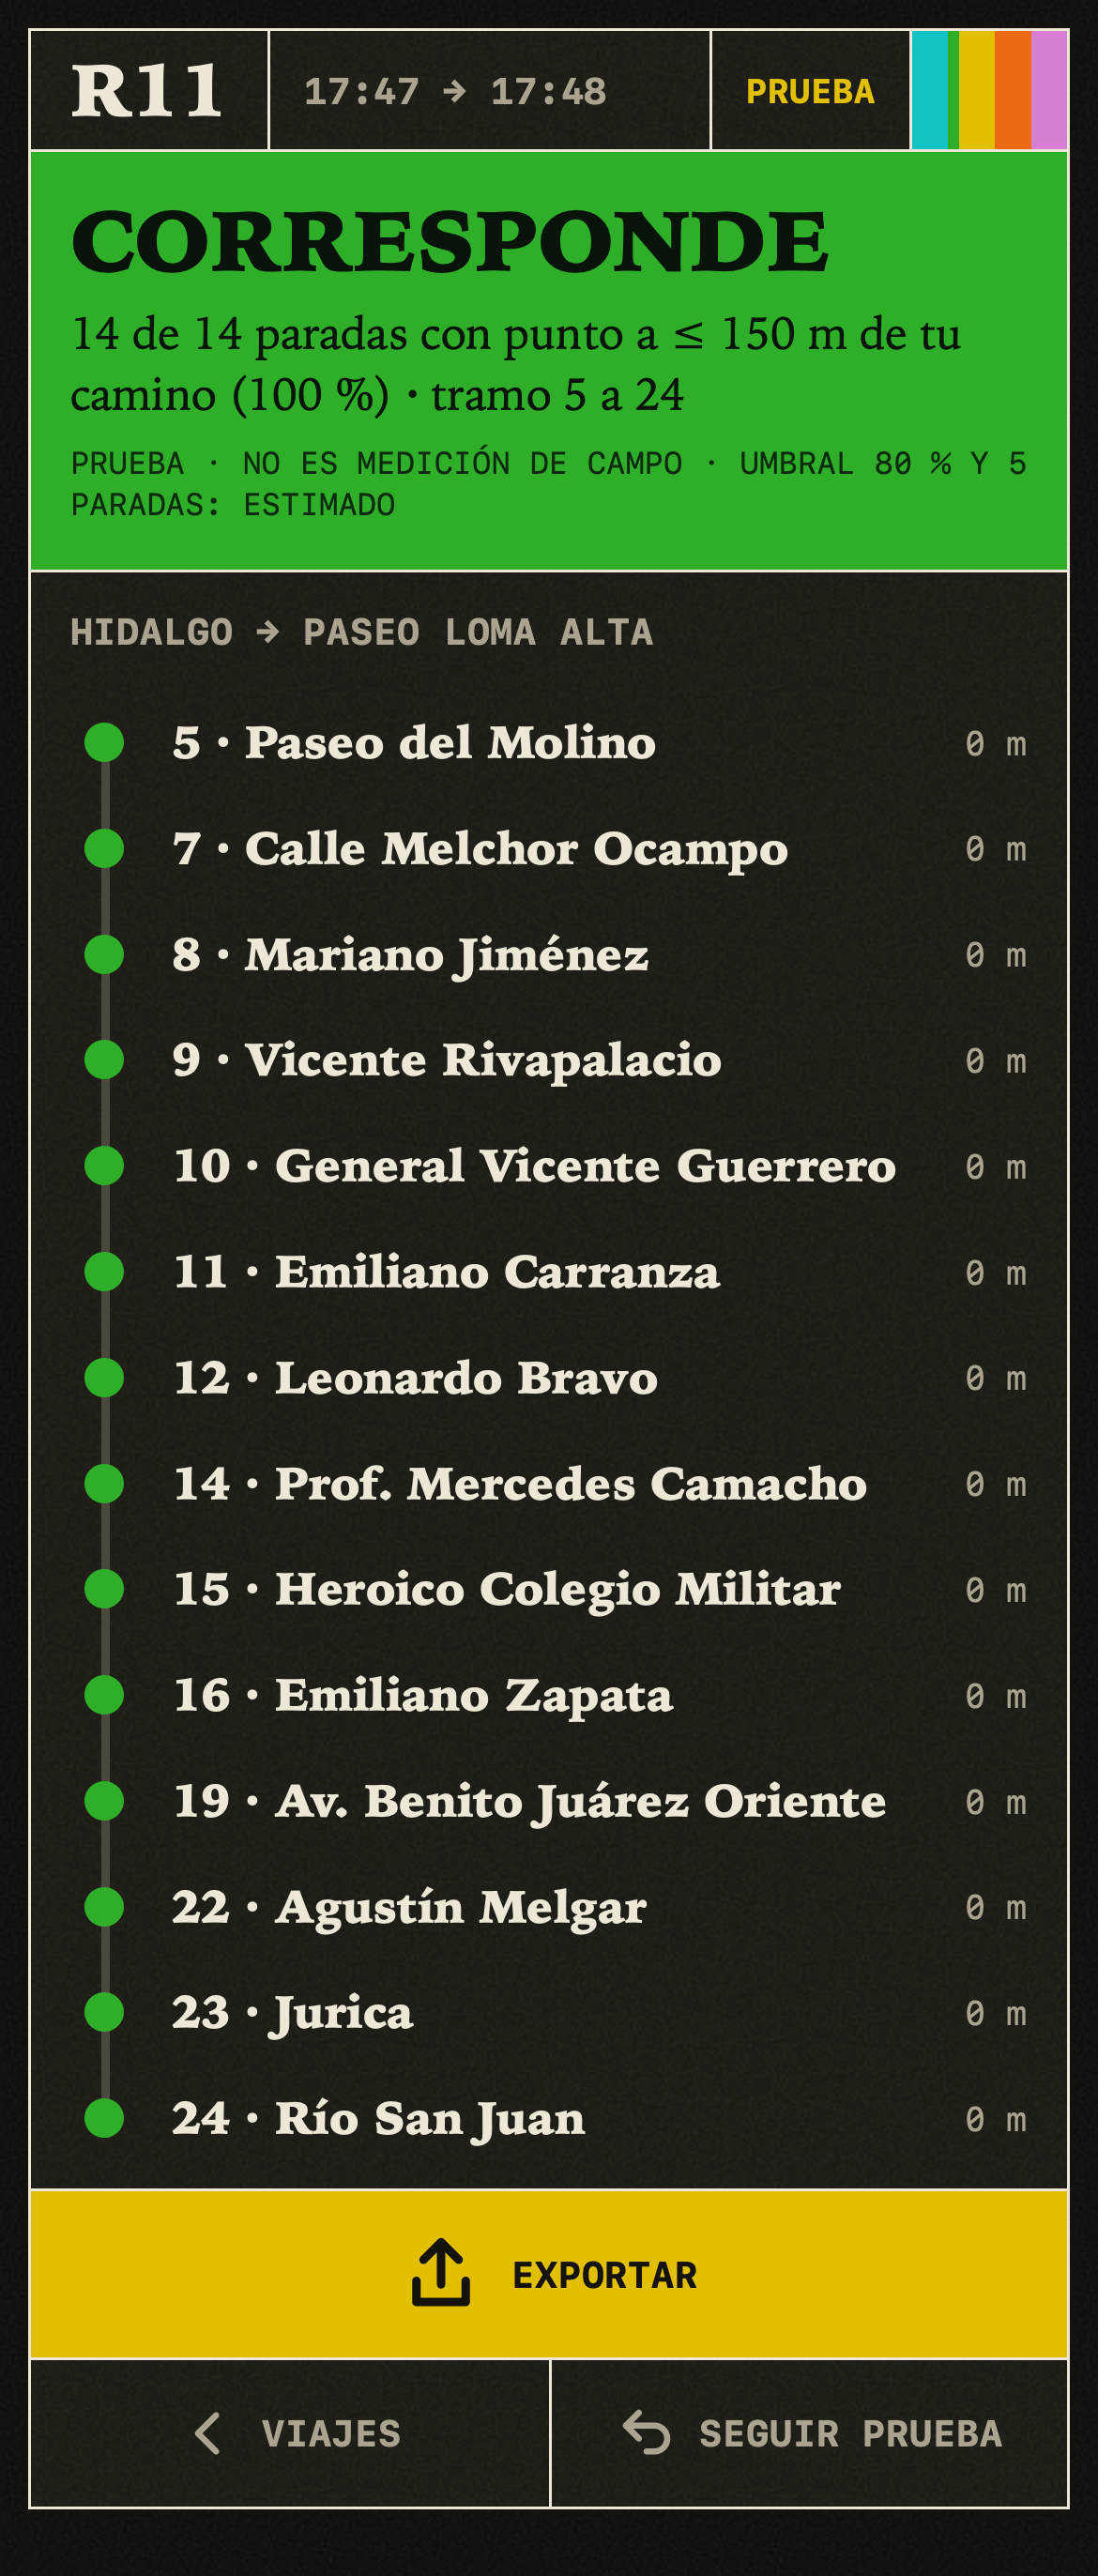 R11
17:47 → 17:48
PRUEBA
CORRESPONDE
14 de 14 paradas con punto a ≤ 150 m de tu
camino (100 %) · tramo 5 a 24
PRUEBA · NO ES MEDICIÓN DE CAMPO · UMBRAL 80 % Y 5
PARADAS: ESTIMADO
HIDALGO → PASEO LOMA ALTA
5 · Paseo del Molino 0 m
7 · Calle Melchor Ocampo 0 m
8 · Mariano Jiménez 0 m
9 · Vicente Rivapalacio 0 m
10 · General Vicente Guerrero 0 m
11 · Emiliano Carranza 0 m
12 · Leonardo Bravo 0 m
14 · Prof. Mercedes Camacho 0 m
15 · Heroico Colegio Militar 0 m
16 · Emiliano Zapata 0 m
19 · Av. Benito Juárez Oriente 0 m
22 · Agustín Melgar 0 m
23 · Jurica 0 m
24 · Río San Juan 0 m
EXPORTAR
VIAJES
SEGUIR PRUEBA